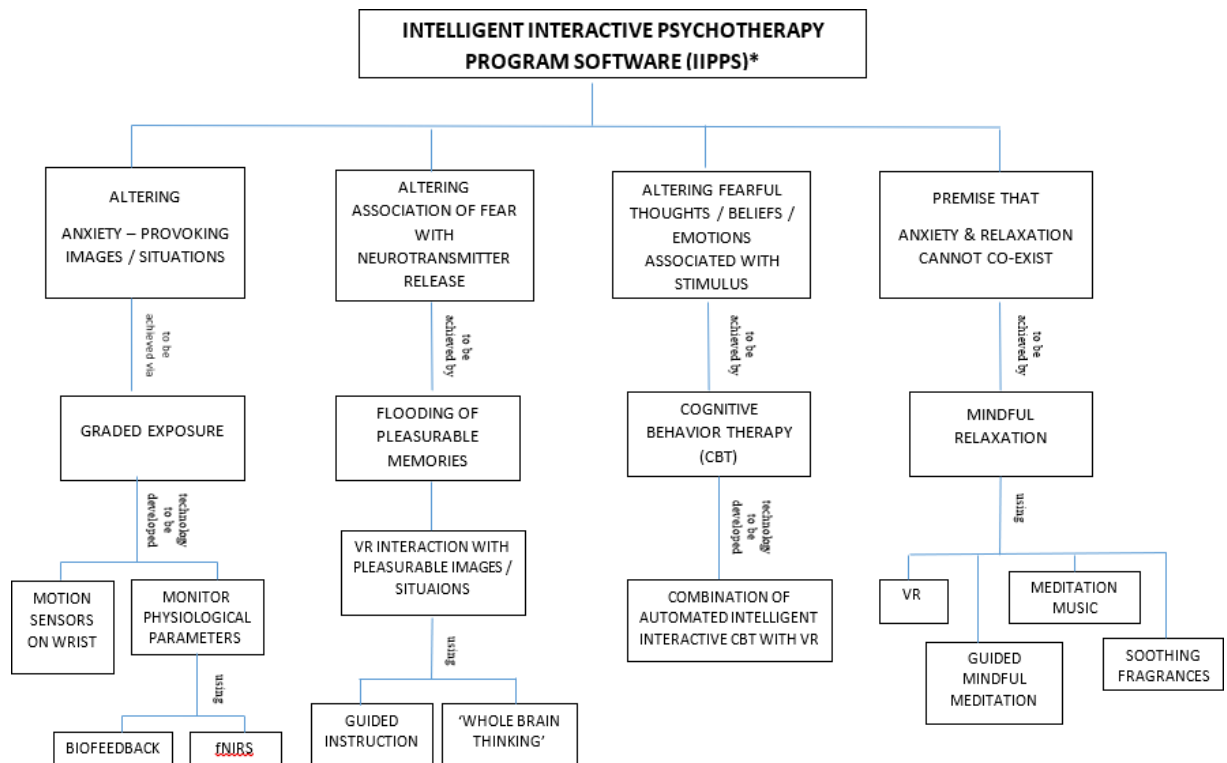 INTELLIGENT INTERACTIVE PSYCHOTHERAPY
PROGRAM SOFTWARE (IIPPS)*
ALTERING
ANXIETY – PROVOKING
IMAGES / SITUATIONS
ALTERING
ASSOCIATION OF FEAR
WITH
NEUROTRANSMITTER
RELEASE
ALTERING FEARFUL
THOUGHTS / BELIEFS /
EMOTIONS
ASSOCIATED WITH
STIMULUS
PREMISE THAT
ANXIETY & RELAXATION
CANNOT CO-EXIST
to be
achieved via
to be
achieved by
to be
achieved by
to be
achieved by
GRADED EXPOSURE
FLOODING OF
PLEASURABLE
MEMORIES
COGNITIVE
BEHAVIOR THERAPY
(CBT)
MINDFUL
RELAXATION
technology
to be
developed
technology
to be
developed
using
MOTION
SENSORS
ON WRIST
MONITOR
PHYSIOLOGICAL
PARAMETERS
VR INTERACTION WITH
PLEASURABLE IMAGES /
SITUAIONS
COMBINATION OF
AUTOMATED INTELLIGENT
INTERACTIVE CBT WITH VR
VR
MEDITATION
MUSIC
GUIDED
MINDFUL
MEDITATION
SOOTHING
FRAGRANCES
using
using
BIOFEEDBACK
fNIRS
GUIDED
INSTRUCTION
‘WHOLE BRAIN
THINKING’